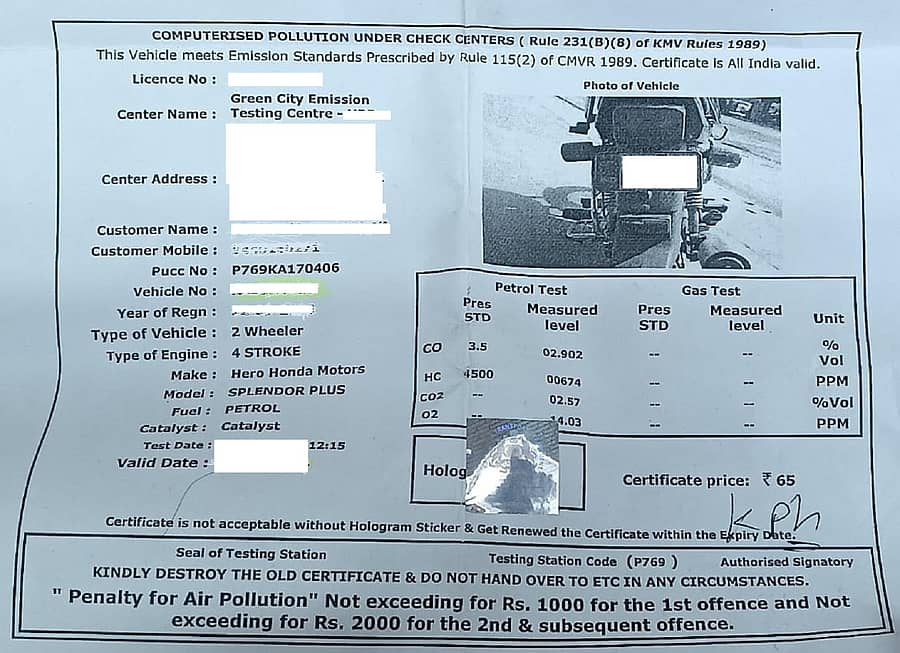 COMPUTERISED POLLUTION UNDER CHECK CENTERS ( Rule 231(B)(8) of KMV Rules 1989)
This Vehicle meets Emission Standards Prescribed by Rule 115(2) of CMVR 1989. Certificate is All India valid.
Licence No :
Photo of Vehicle
Center Name : Green City Emission
Testing Centre -
Center Address :
Customer Name :
Customer Mobile :
Pucc No : P769KA170406
Vehicle No :
Year of Regn :
Type of Vehicle : 2 Wheeler
Type of Engine : 4 STROKE
Make : Hero Honda Motors
Model : SPLENDOR PLUS
Fuel : PETROL
Catalyst : Catalyst
Test Date : 12:15
Valid Date :
Petrol Test Gas Test
Pres STD Measured level Pres STD Measured level Unit
CO 3.5 02.902 -- -- % Vol
HC 4500 00674 -- -- PPM
CO2 -- 02.57 -- -- %Vol
O2 -- 14.03 -- -- PPM
Holog
Certificate price: ₹ 65
Certificate is not acceptable without Hologram Sticker & Get Renewed the Certificate within the Expiry Date.
Seal of Testing Station Testing Station Code (P769 ) Authorised Signatory
KINDLY DESTROY THE OLD CERTIFICATE & DO NOT HAND OVER TO ETC IN ANY CIRCUMSTANCES.
" Penalty for Air Pollution" Not exceeding for Rs. 1000 for the 1st offence and Not
exceeding for Rs. 2000 for the 2nd & subsequent offence.